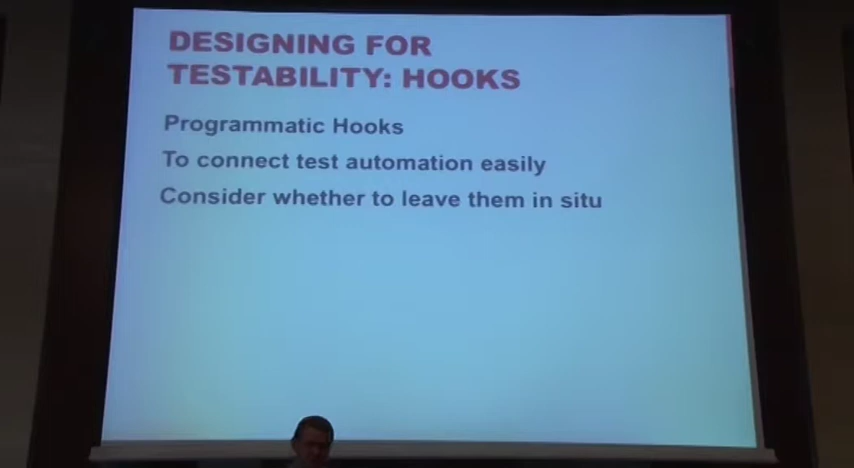 DESIGNING FOR
TESTABILITY: HOOKS
Programmatic Hooks
To connect test automation easily
Consider whether to leave them in situ